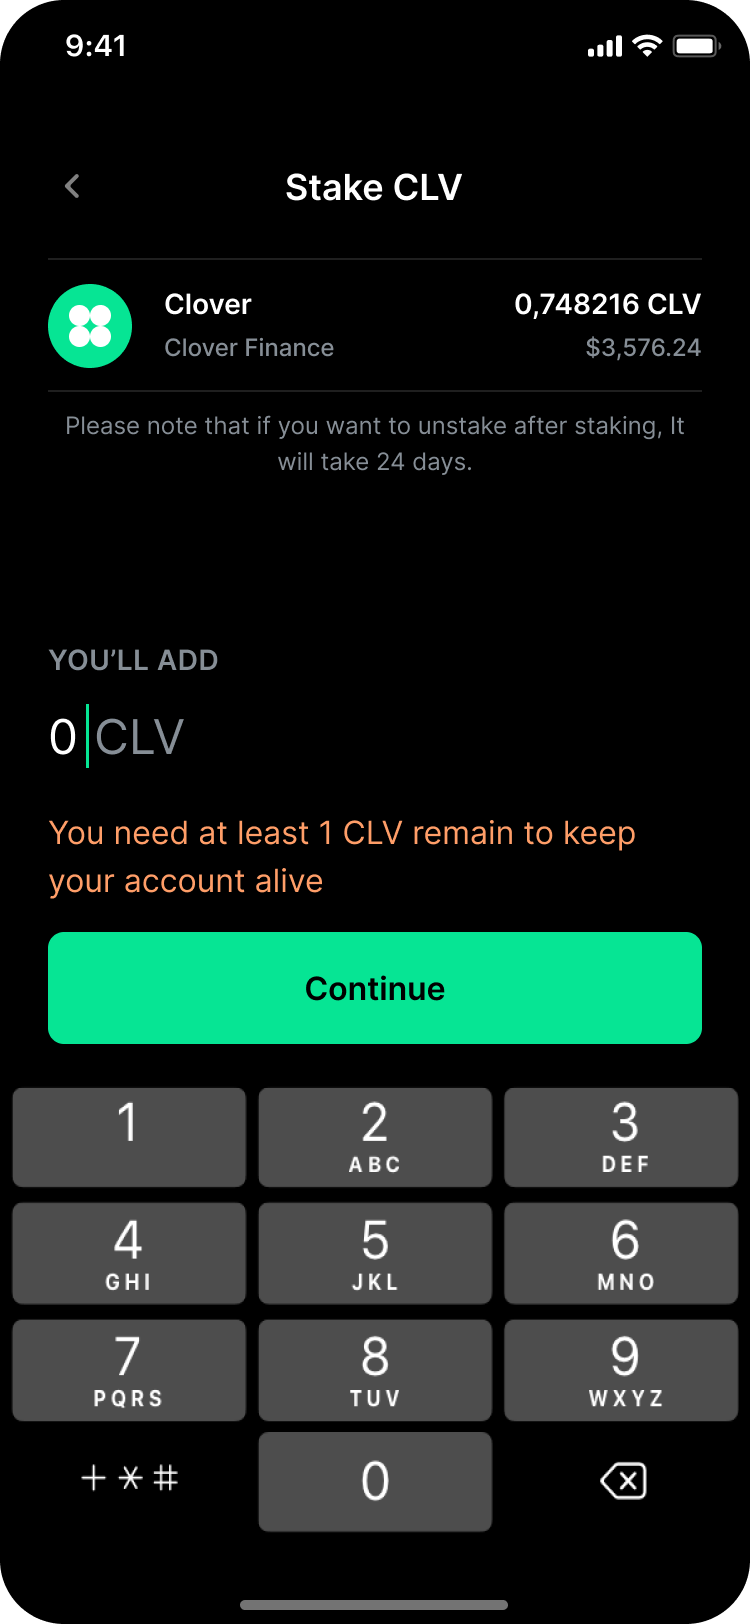 9:41
Stake CLV
Clover
0,748216 CLV
Clover Finance
$3,576.24
Please note that if you want to unstake after staking, It
will take 24 days.
YOU’LL ADD
0 CLV
You need at least 1 CLV remain to keep
your account alive
Continue
1
2
3
ABC
DEF
4
5
6
GHI
JKL
MNO
7
8
9
PQRS
TUV
WXYZ
+ * #
0